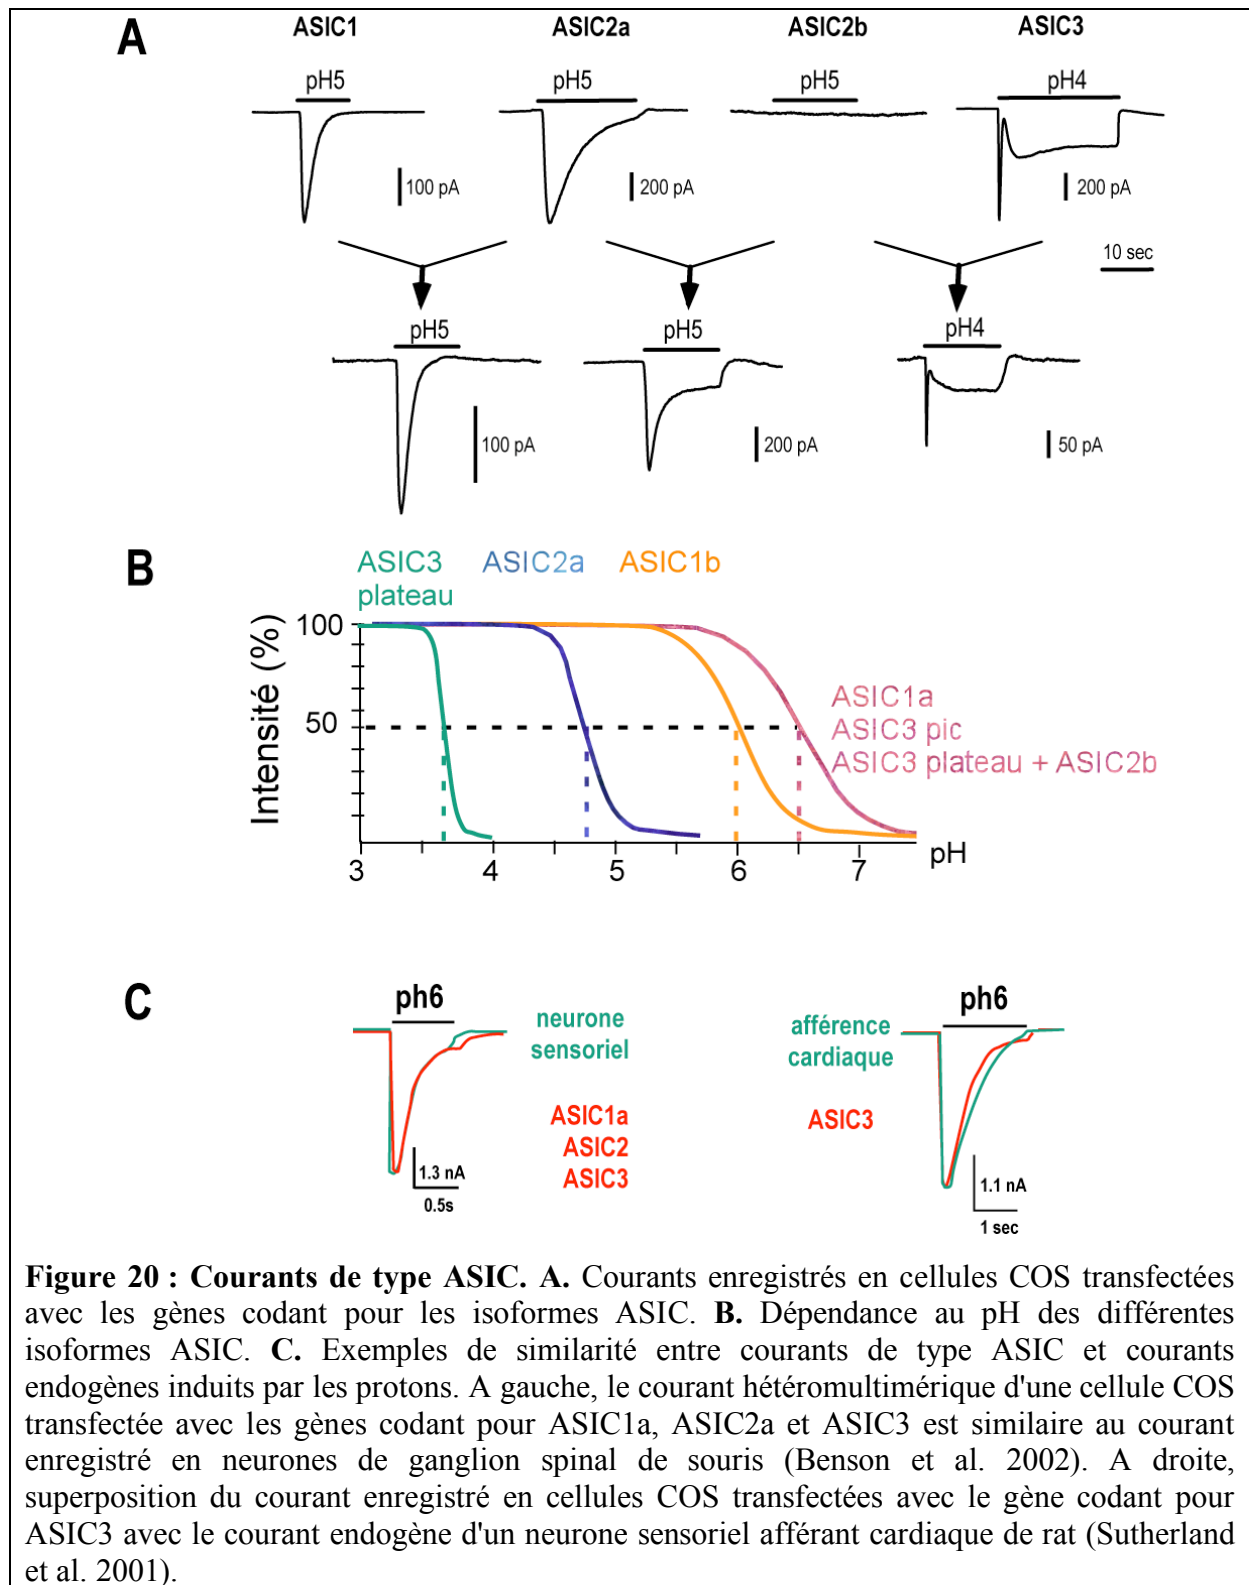 A
ASIC1 ASIC2a ASIC2b ASIC3
pH5 pH5 pH5 pH4
100 pA 200 pA 200 pA
10 sec
pH5 pH5 pH4
100 pA 200 pA 50 pA
B
ASIC3 plateau
ASIC2a
ASIC1b
Intensité (%)
100
50
ASIC1a
ASIC3 pic
ASIC3 plateau + ASIC2b
3 4 5 6 7
pH
C
ph6
neurone
sensoriel
ASIC1a
ASIC2
ASIC3
1.3 nA
0.5s
ph6
afférence
cardiaque
ASIC3
1.1 nA
1 sec
Figure 20 : Courants de type ASIC. A. Courants enregistrés en cellules COS transfectées
avec les gènes codant pour les isoformes ASIC. B. Dépendance au pH des différentes
isoformes ASIC. C. Exemples de similarité entre courants de type ASIC et courants
endogènes induits par les protons. A gauche, le courant hétéromultimérique d'une cellule COS
transfectée avec les gènes codant pour ASIC1a, ASIC2a et ASIC3 est similaire au courant
enregistré en neurones de ganglion spinal de souris (Benson et al. 2002). A droite,
superposition du courant enregistré en cellules COS transfectées avec le gène codant pour
ASIC3 avec le courant endogène d'un neurone sensoriel afférant cardiaque de rat (Sutherland
et al. 2001).